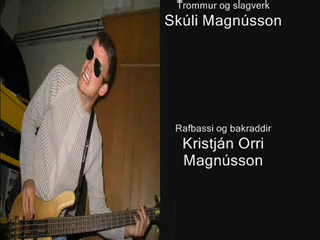 Trommur og slagverk
Skúli Magnússon
Rafbassi og bakraddir
Kristján Orri
Magnússon